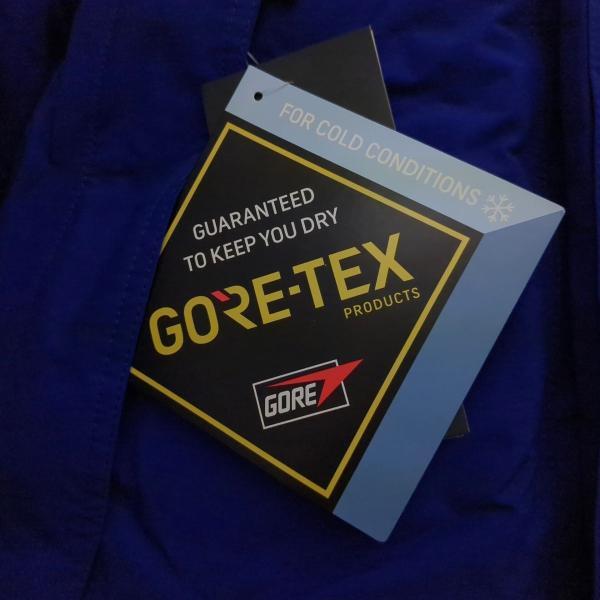 FOR COLD CONDITIONS
GUARANTEED
TO KEEP YOU DRY
GORE-TEX
PRODUCTS
GORE